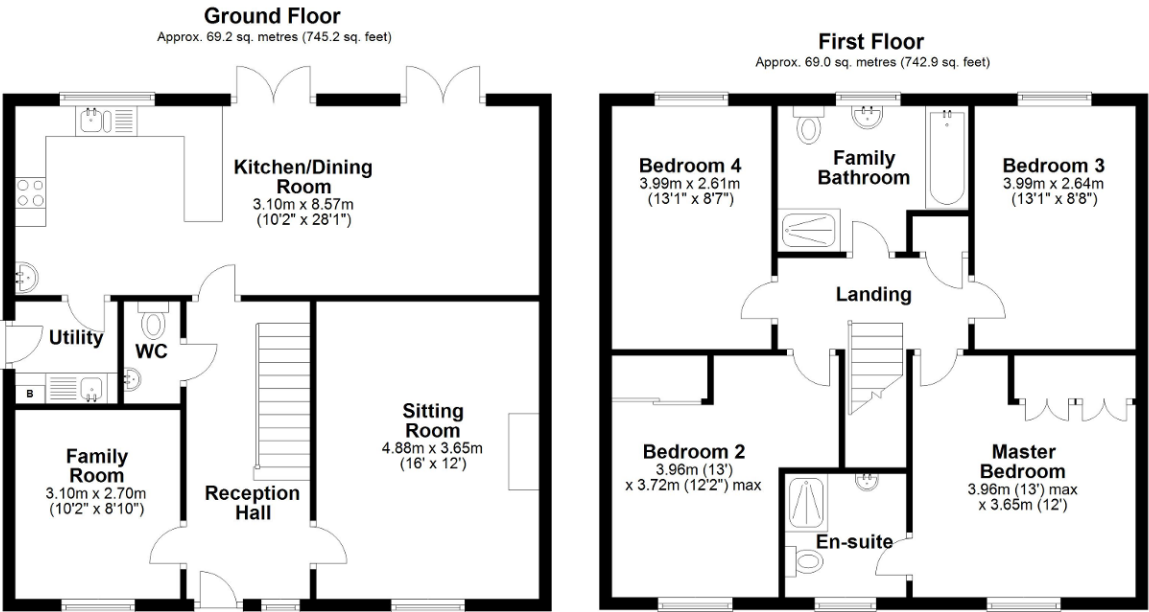 Ground Floor
Approx. 69.2 sq. metres (745.2 sq. feet)
Kitchen/Dining
Room
3.10m x 8.57m
(10'2" x 28'1")
Utility
WC
B
Sitting
Room
4.88m x 3.65m
(16' x 12')
Family
Room
3.10m x 2.70m
(10'2" x 8'10")
Reception
Hall
First Floor
Approx. 69.0 sq. metres (742.9 sq. feet)
Bedroom 4
3.99m x 2.61m
(13'1" x 8'7")
Family
Bathroom
Bedroom 3
3.99m x 2.64m
(13'1" x 8'8")
Landing
Bedroom 2
3.96m (13')
x 3.72m (12'2") max
Master
Bedroom
3.96m (13') max
x 3.65m (12')
En-suite